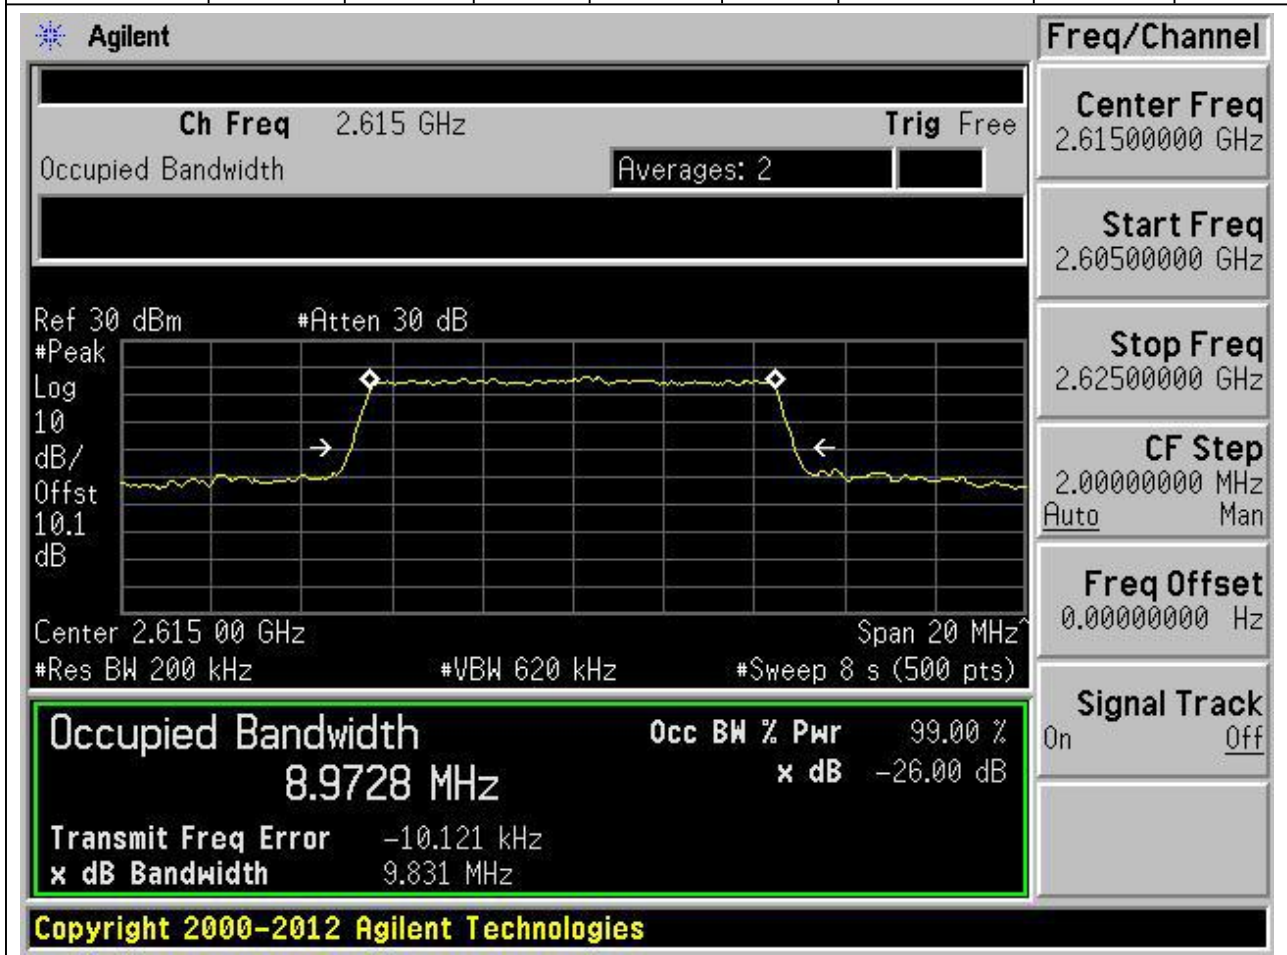 Agilent
Freq/Channel
Ch Freq 2.615 GHz Trig Free
Occupied Bandwidth Averages: 2
Center Freq
2.61500000 GHz
Start Freq
2.60500000 GHz
Stop Freq
2.62500000 GHz
CF Step
2.00000000 MHz
Auto Man
Freq Offset
0.00000000 Hz
Signal Track
On Off
Ref 30 dBm #Atten 30 dB
#Peak
Log
10
dB/
Offst
10.1
dB
Center 2.615 00 GHz Span 20 MHz^
#Res BW 200 kHz #VBW 620 kHz #Sweep 8 s (500 pts)
Occupied Bandwidth Occ BW % Pwr 99.00 %
8.9728 MHz x dB -26.00 dB
Transmit Freq Error -10.121 kHz
x dB Bandwidth 9.831 MHz
Copyright 2000-2012 Agilent Technologies